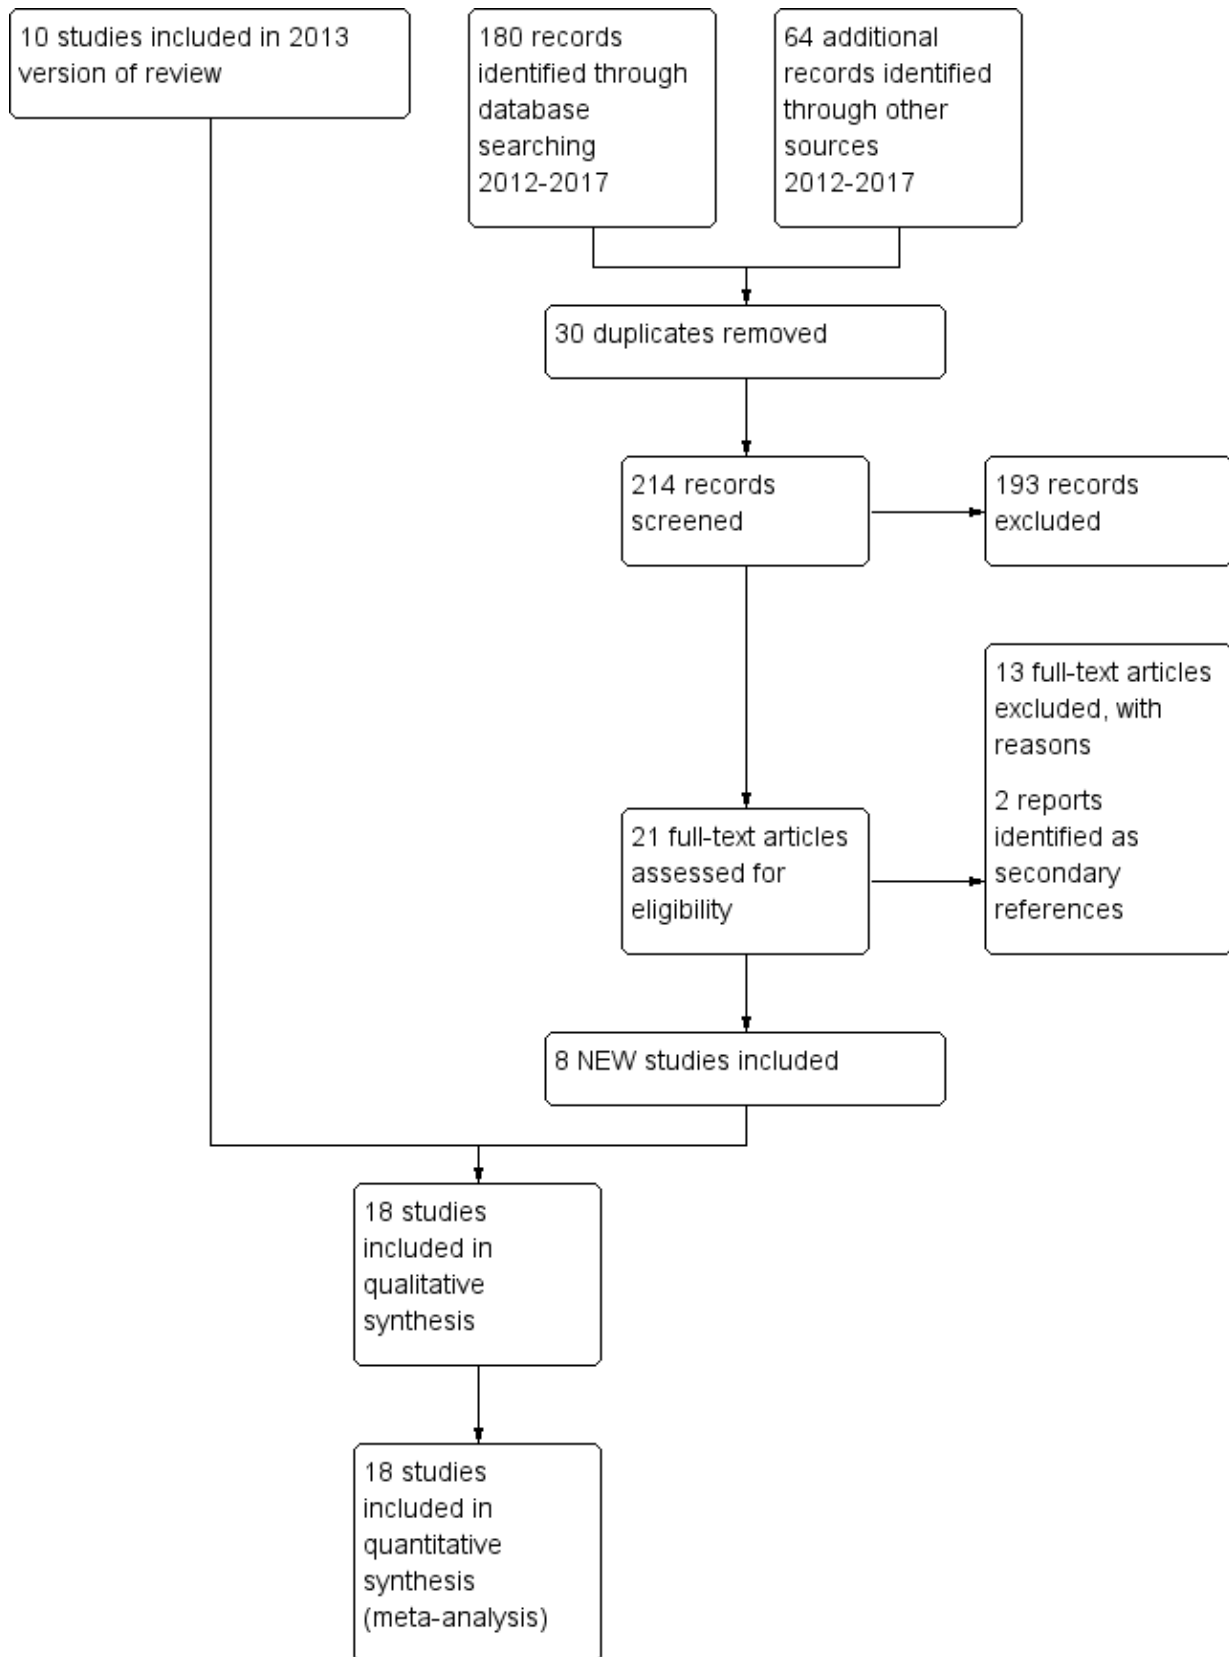 10 studies included in 2013
version of review
180 records
identified through
database
searching
2012-2017
64 additional
records identified
through other
sources
2012-2017
30 duplicates removed
214 records
screened
193 records
excluded
13 full-text articles
excluded, with
reasons
2 reports
identified as
secondary
references
21 full-text articles
assessed for
eligibility
8 NEW studies included
18 studies
included in
qualitative
synthesis
18 studies
included in
quantitative
synthesis
(meta-analysis)